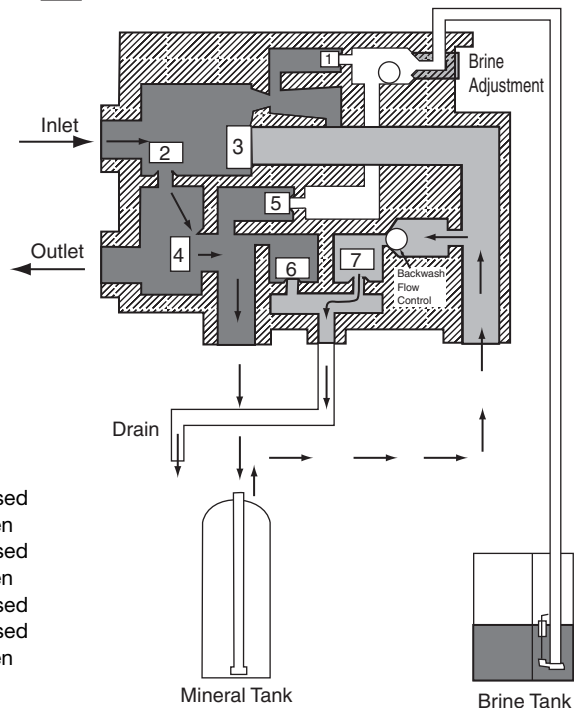 1
Brine
Adjustment
Inlet
2
3
5
Outlet
4
6
7
Backwash
Flow
Control
Drain
sed
en
sed
en
sed
sed
en
Mineral Tank
Brine Tank